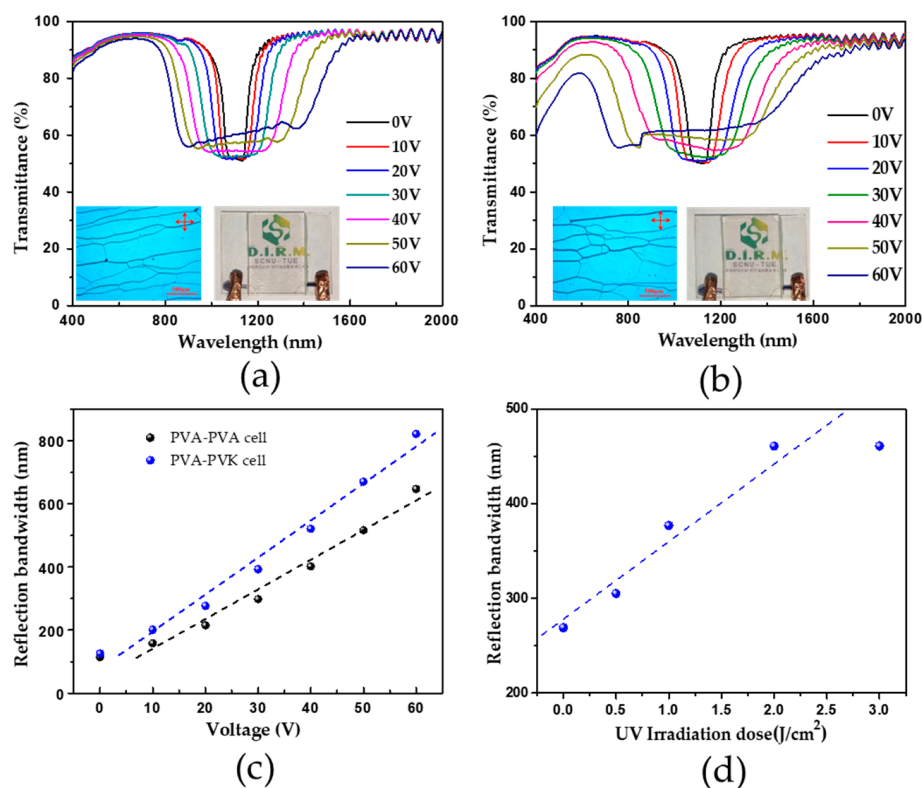 100
80
60
40
20
0
Transmittance (%)
400
800
1200
1600
2000
Wavelength (nm)
0V
10V
20V
30V
40V
50V
60V
D.I.R.M.
SCNU-TUE
(a)
100
80
60
40
20
0
Transmittance (%)
400
800
1200
1600
2000
Wavelength (nm)
0V
10V
20V
30V
40V
50V
60V
D.I.R.M.
SCNU-TUE
(b)
800
600
400
200
0
Reflection bandwidth (nm)
PVA-PVA cell
PVA-PVK cell
0
10
20
30
40
50
60
Voltage (V)
(c)
500
400
300
200
Reflection bandwidth (nm)
0.0
0.5
1.0
1.5
2.0
2.5
3.0
UV Irradiation dose(J/cm²)
(d)